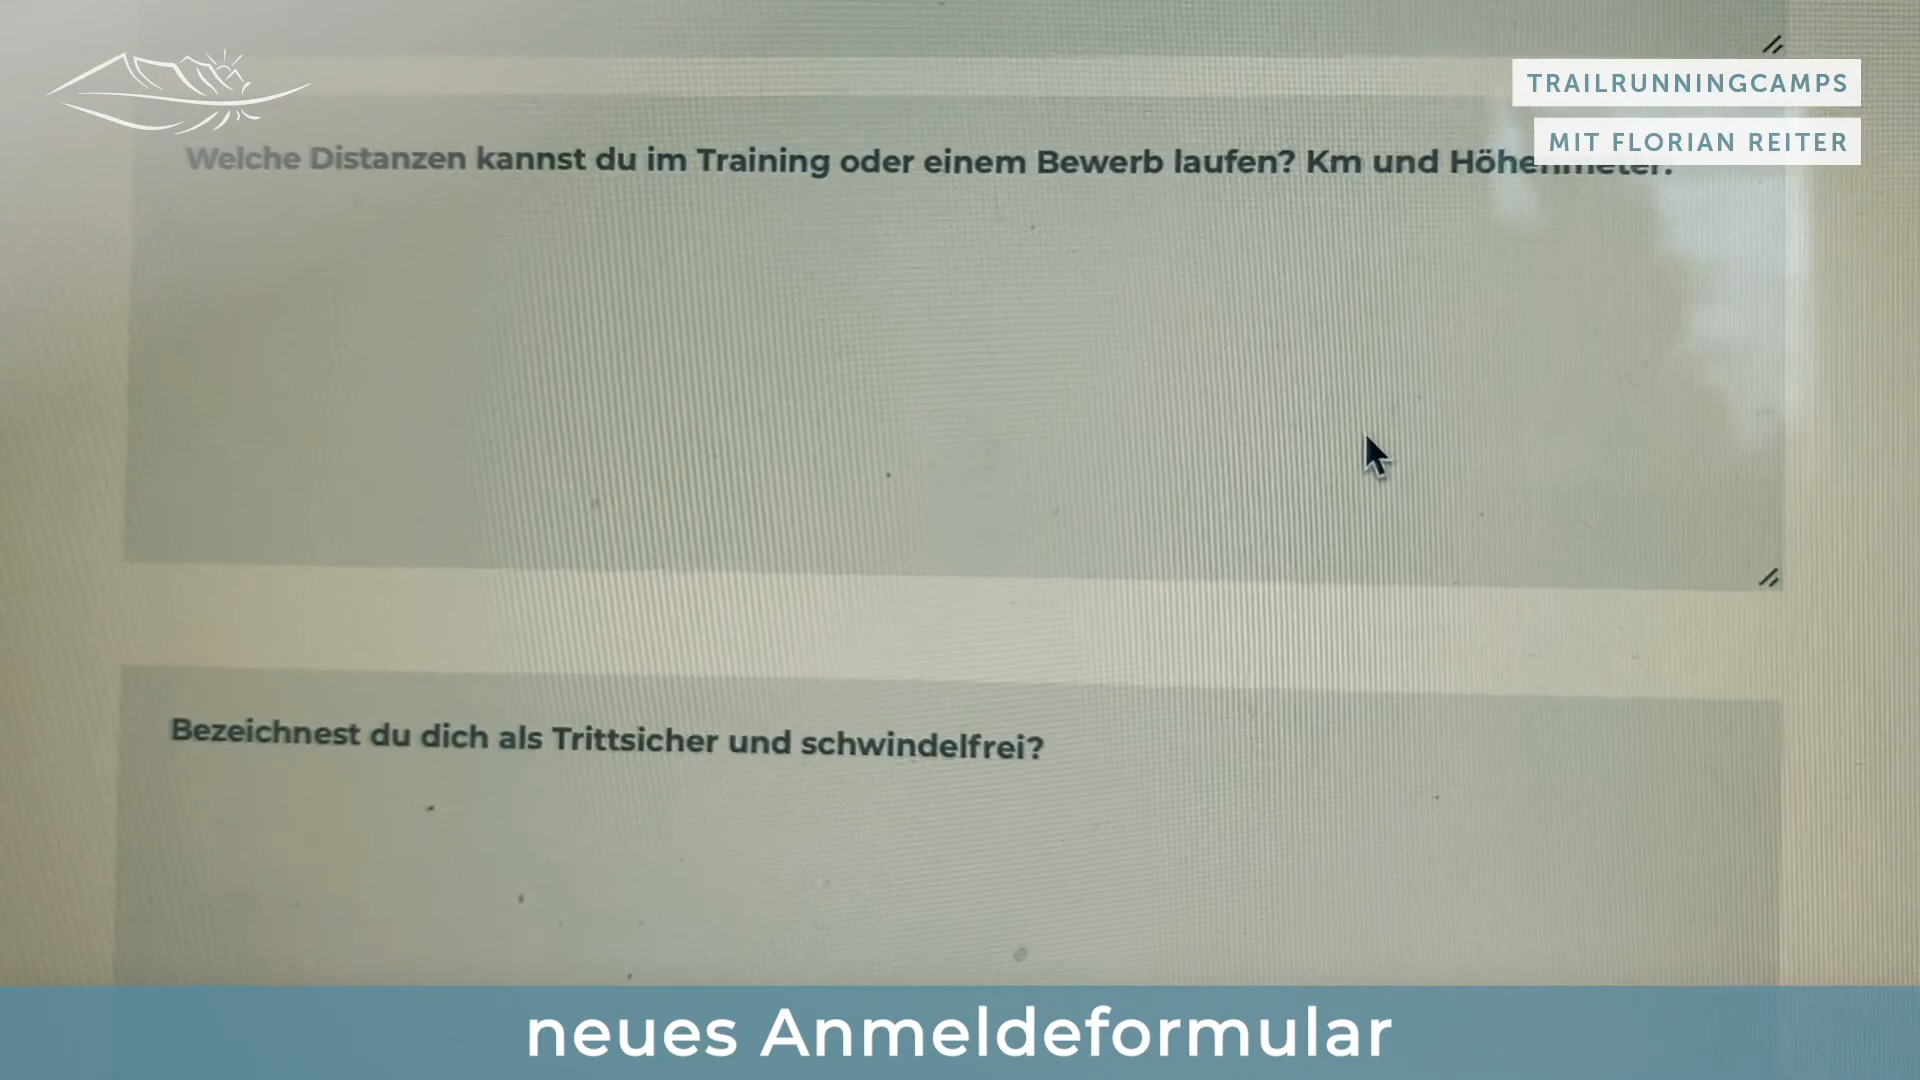 TRAILRUNNINGCAMPS
MIT FLORIAN REITER
Welche Distanzen kannst du im Training oder einem Bewerb laufen? Km und Höhenmeter.
Bezeichnest du dich als Trittsicher und schwindelfrei?
neues Anmeldeformular